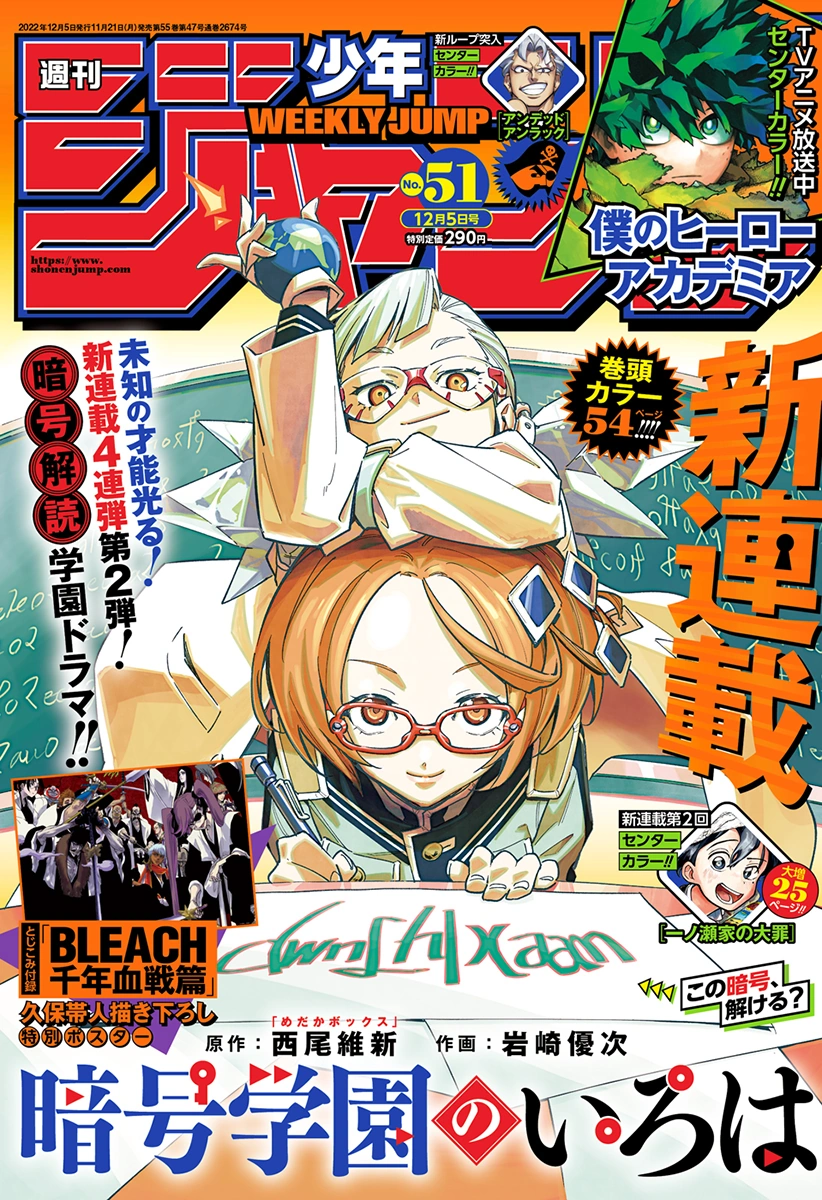 2022年12月5日発行11月21日(月)発売第55巻第47号通巻2674号
週刊
少年
ジャンプ
WEEKLY JUMP
新ループ突入
センター
カラー!!
[アンデッド
アンラック]
TVアニメ放送中
センターカラー!!
僕のヒーロー
アカデミア
No.51
12月5日号
特別定価290円
https://www.
shonenjump.com
新連載
巻頭
カラー
54ページ!!!!
未知の才能光る!
新連載4連弾第2弾!
暗号解読学園ドラマ!!
新連載第2回
センター
カラー!!
大増
25
ページ!!
[一ノ瀬家の大罪]
とじこみ付録
「BLEACH
千年血戦篇」
久保帯人描き下ろし
特別ポスター
この暗号、
解ける?
「めだかボックス」
原作:西尾維新 作画:岩崎優次
暗号学園のいろは